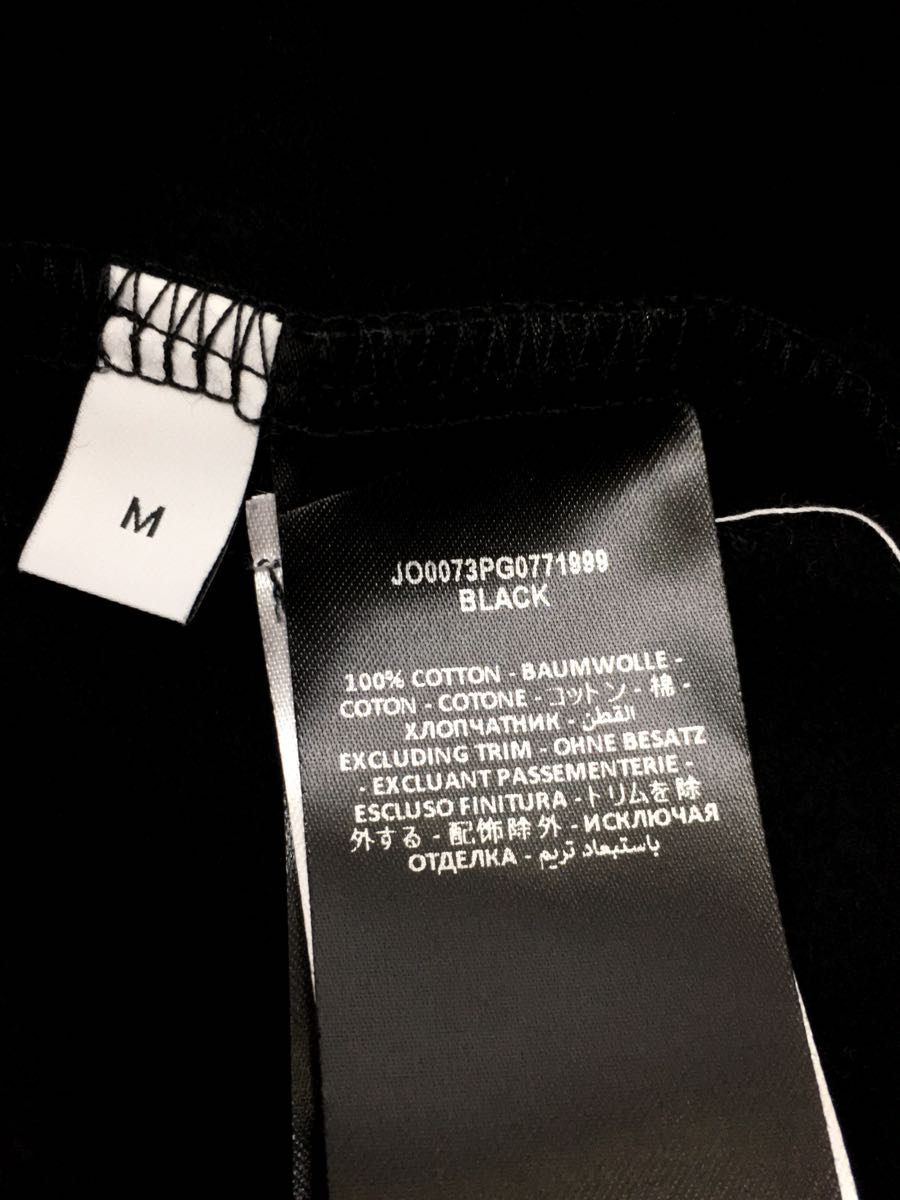 M
JO0073PG0771999
BLACK
100% COTTON - BAUMWOLLE -
COTON - COTONE - コットン - 棉 -
ХЛОПЧАТНИК - القطن
EXCLUDING TRIM - OHNE BESATZ
- EXCLUANT PASSEMENTERIE -
ESCLUSO FINITURA - トリムを除
外する - 配饰除外 - ИСКЛЮЧАЯ
ОТДЕЛКА - باستبعاد تريم